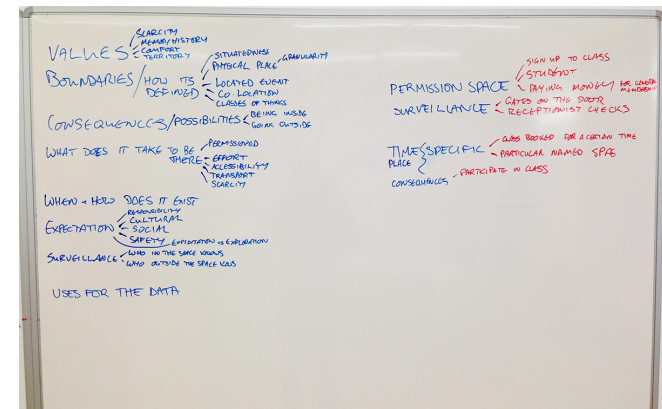 SCARCITY
MEMORY/HISTORY
VALUES COMFORT
TERRITORY
SITUATEDNESS
PHYSICAL PLACE GRANULARITY
BOUNDARIES/HOW ITS DEFINED
LOCATED EVENT
CO-LOCATION
CLASSES OF THINGS
CONSEQUENCES/POSSIBILITIES BEING INSIDE
GOING OUTSIDE
WHAT DOES IT TAKE TO BE THERE
PERMISSIONED
EFFORT
ACCESSIBILITY
TRANSPORT
SCARCITY
WHEN + HOW DOES IT EXIST
RESPONSIBILITY
EXPECTATION CULTURAL
SOCIAL
SAFETY EXPLOITATION VS EXPLORATION
SURVEILLANCE WHO IN THE SPACE KNOWS
WHO OUTSIDE THE SPACE KNOWS
USES FOR THE DATA
SIGN UP TO CLASS
PERMISSION SPACE STUDENT
PAYING MONEY FOR GENERAL MEMBERSHIP
SURVEILLANCE GATES ON THE DOOR
RECEPTIONIST CHECKS
TIME SPECIFIC CLASS BOOKED FOR A CERTAIN TIME
PLACE PARTICULAR NAMED SPACE
CONSEQUENCES PARTICIPATE IN CLASS